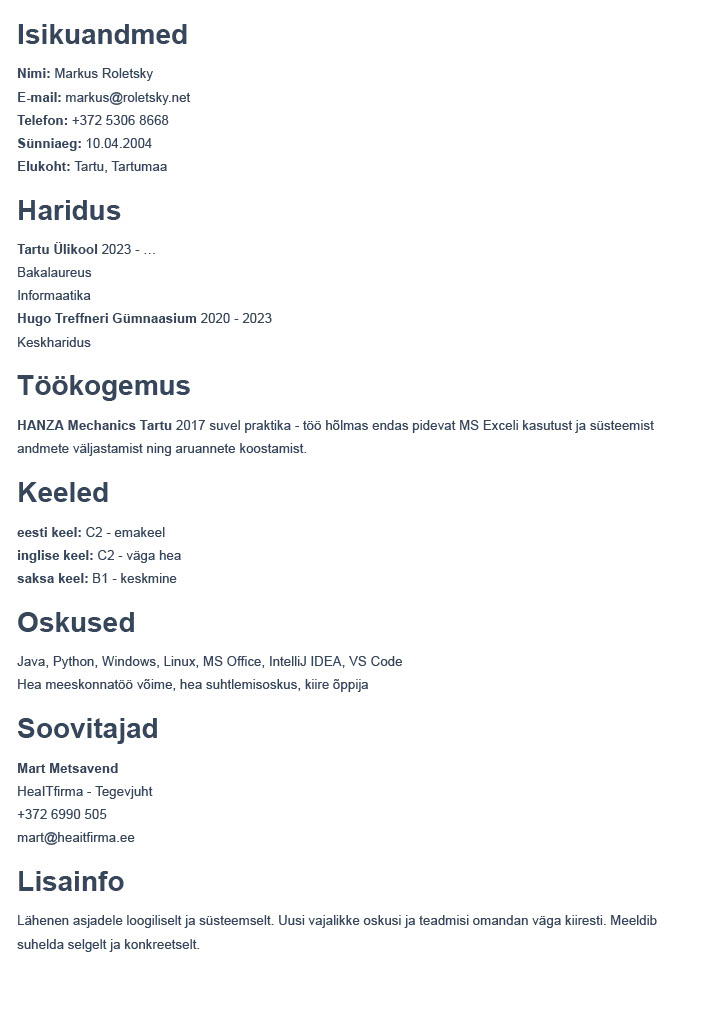 Isikuandmed
Nimi: Markus Roletsky
E-mail: markus@roletsky.net
Telefon: +372 5306 8668
Sünniaeg: 10.04.2004
Elukoht: Tartu, Tartumaa
Haridus
Tartu Ülikool 2023 - …
Bakalaureus
Informaatika
Hugo Treffneri Gümnaasium 2020 - 2023
Keskharidus
Töökogemus
HANZA Mechanics Tartu 2017 suvel praktika - töö hõlmas endas pidevat MS Exceli kasutust ja süsteemist
andmete väljastamist ning aruannete koostamist.
Keeled
eesti keel: C2 - emakeel
inglise keel: C2 - väga hea
saksa keel: B1 - keskmine
Oskused
Java, Python, Windows, Linux, MS Office, IntelliJ IDEA, VS Code
Hea meeskonnatöö võime, hea suhtlemisoskus, kiire õppija
Soovitajad
Mart Metsavend
HeaITfirma - Tegevjuht
+372 6990 505
mart@heaitfirma.ee
Lisainfo
Lähenen asjadele loogiliselt ja süsteemselt. Uusi vajalikke oskusi ja teadmisi omandan väga kiiresti. Meeldib
suhelda selgelt ja konkreetselt.